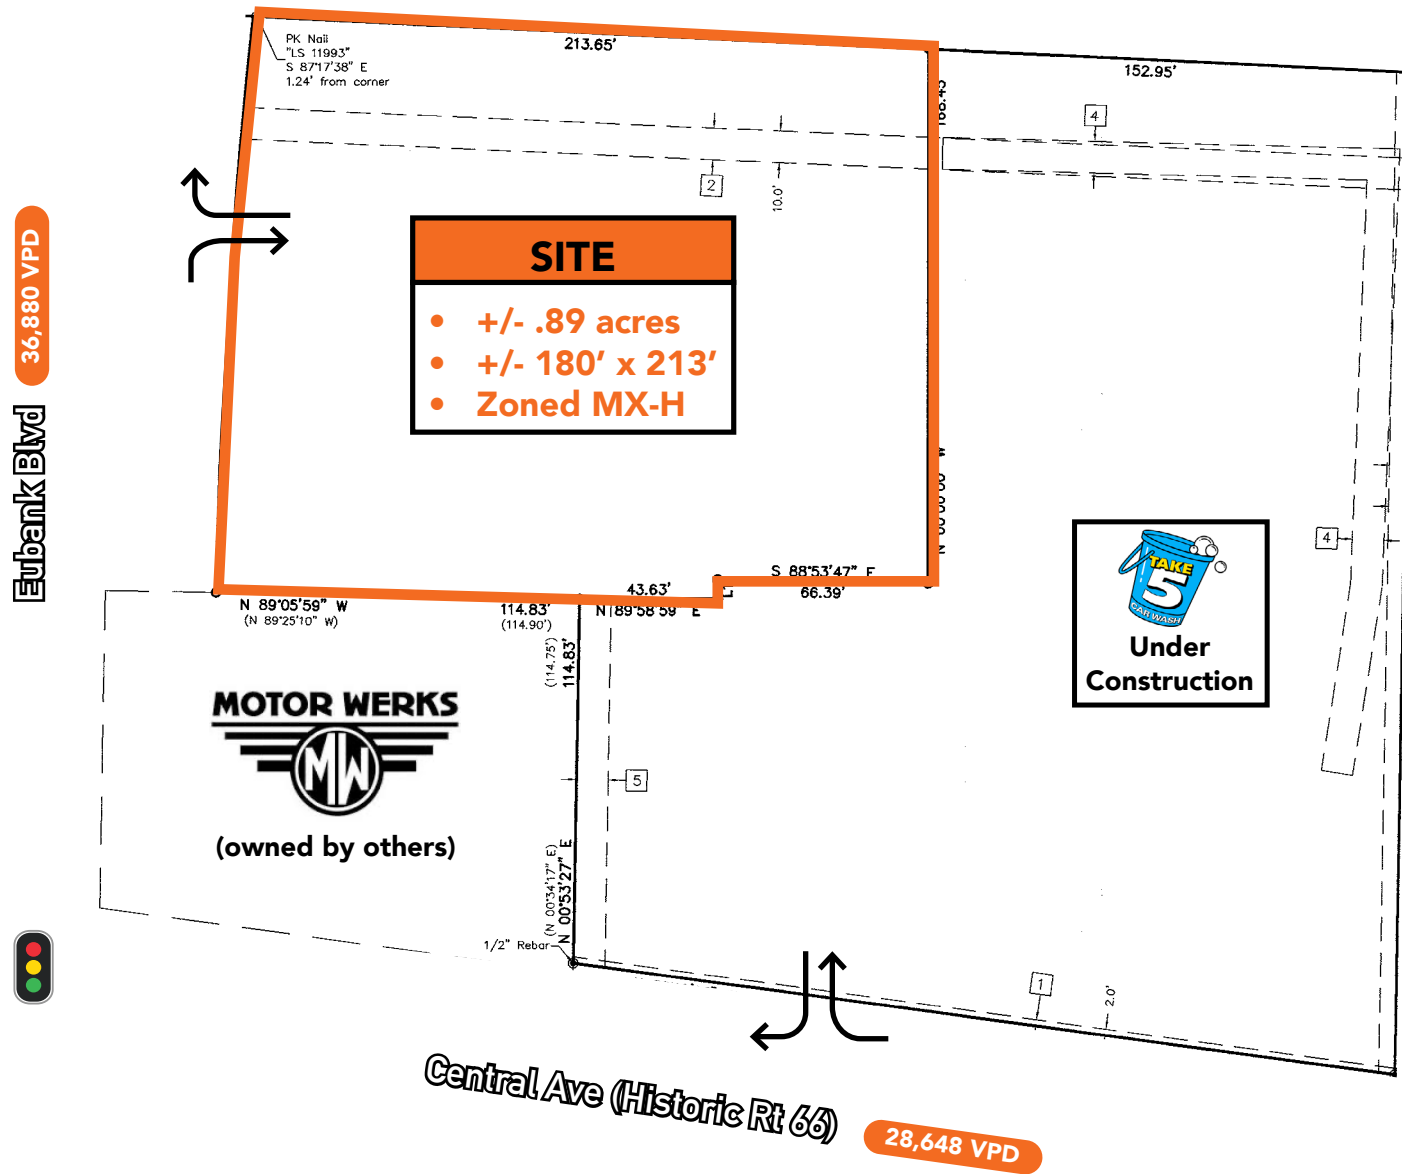 PK Nail
"LS 11993"
S 87°17'38" E
1.24' from corner
213.65'
152.95'
4
2
10.0'
36,880 VPD
Eubank Blvd
SITE
• +/- .89 acres
• +/- 180' x 213'
• Zoned MX-H
4
TAKE
5
CAR WASH
Under
Construction
S 88°53'47" E
66.39'
43.63'
N 89°58'59" E
N 89°05'59" W
(N 89°25'10" W)
114.83'
(114.90')
(114.75')
114.83'
MOTOR WERKS
MW
(owned by others)
5
(N 00°34'17" E)
N 00°53'27" E
1/2" Rebar
1
2.0'
Central Ave (Historic Rt 66)
28,648 VPD